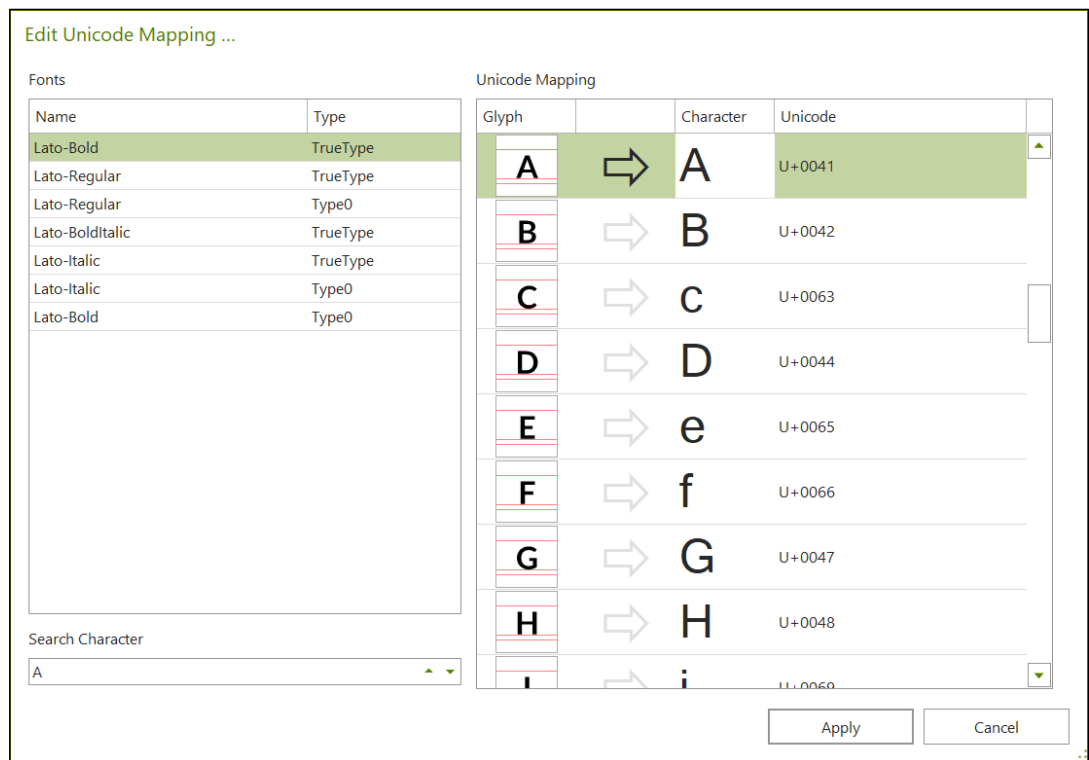 Edit Unicode Mapping ...
Fonts
Name Type
Lato-Bold TrueType
Lato-Regular TrueType
Lato-Regular Type0
Lato-BoldItalic TrueType
Lato-Italic TrueType
Lato-Italic Type0
Lato-Bold Type0
Search Character
A
Unicode Mapping
Glyph Character Unicode
A A U+0041
B B U+0042
C c U+0063
D D U+0044
E e U+0065
F f U+0066
G G U+0047
H H U+0048
I i U+0069
Apply Cancel